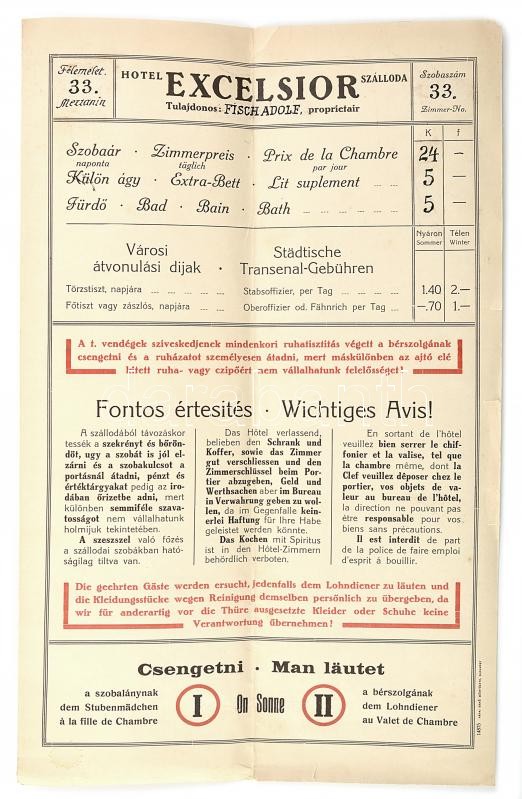 Félemelet.
33.
Mezzanin
HOTEL EXCELSIOR SZÁLLODA
Tulajdonos: FISCH ADOLF, proprietair
Szobaszám
33.
Zimmer-No.
K f
Szobaár · Zimmerpreis · Prix de la Chambre 24 —
naponta täglich par jour
Külön ágy · Extra-Bett · Lit suplement ... ... 5 —
Fürdő · Bad · Bain · Bath ... ... ... ... 5 —
Nyáron Télen
Sommer Winter
Városi Städtische
átvonulási dijak · Transenal-Gebühren
Törzstiszt, napjára ... ... ... ... ... Stabsoffizier, per Tag ... ... ... ... 1.40 2.—
Főtiszt vagy zászlós, napjára ... ... Oberoffizier od. Fähnrich per Tag ... ... —.70 1.—
A t. vendégek sziveskedjenek mindenkori ruhatisztitás végett a bérszolgának
csengetni és a ruházatot személyesen átadni, mert máskülönben az ajtó elé
kitett ruha- vagy czipőért nem vállalhatunk felelősséget!
Fontos értesités · Wichtiges Avis!
A szállodából távozáskor
tessék a szekrényt és bőrön-
döt, ugy a szobát is jól el-
zárni és a szobakulcsot a
portásnál átadni, pénzt és
értéktárgyakat pedig az iro-
dában őrizetbe adni, mert
különben semmiféle szava-
tosságot nem vállalhatunk
holmijuk tekintetében.
A szeszszel való főzés
a szállodai szobákban ható-
ságilag tiltva van.
Das Hôtel verlassend,
belieben den Schrank und
Koffer, sowie das Zimmer
gut verschliessen und den
Zimmerschlüssel beim Por-
tier abzugeben, Geld und
Werthsachen aber im Bureau
in Verwahrung geben zu wol-
len, da im Gegenfalle kein-
erlei Haftung für Ihre Habe
geleistet werden könnte.
Das Kochen mit Spiritus
ist in den Hôtel-Zimmern
behördlich verboten.
En sortant de l'hôtel
veuillez bien serrer le chif-
fonier et la valise, tel que
la chambre même, dont la
Clef veuillez déposer chez le
portier, vos objets de va-
leur au bureau de l'hôtel,
la direction ne pouvant pas
être responsable pour vos
biens sans précautions.
Il est interdit de part
de la police de faire emploi
d'esprit à bouillir.
Die geehrten Gäste werden ersucht, jedenfalls dem Lohndiener zu läuten und
die Kleidungsstücke wegen Reinigung demselben persönlich zu übergeben, da
wir für anderartig vor die Thüre ausgesetzte Kleider oder Schuhe keine
Verantwortung übernehmen!
Csengetni · Man läutet
a szobalánynak
dem Stubenmädchen
à la fille de Chambre
I On Sonne II
a bérszolgának
dem Lohndiener
au Valet de Chambre